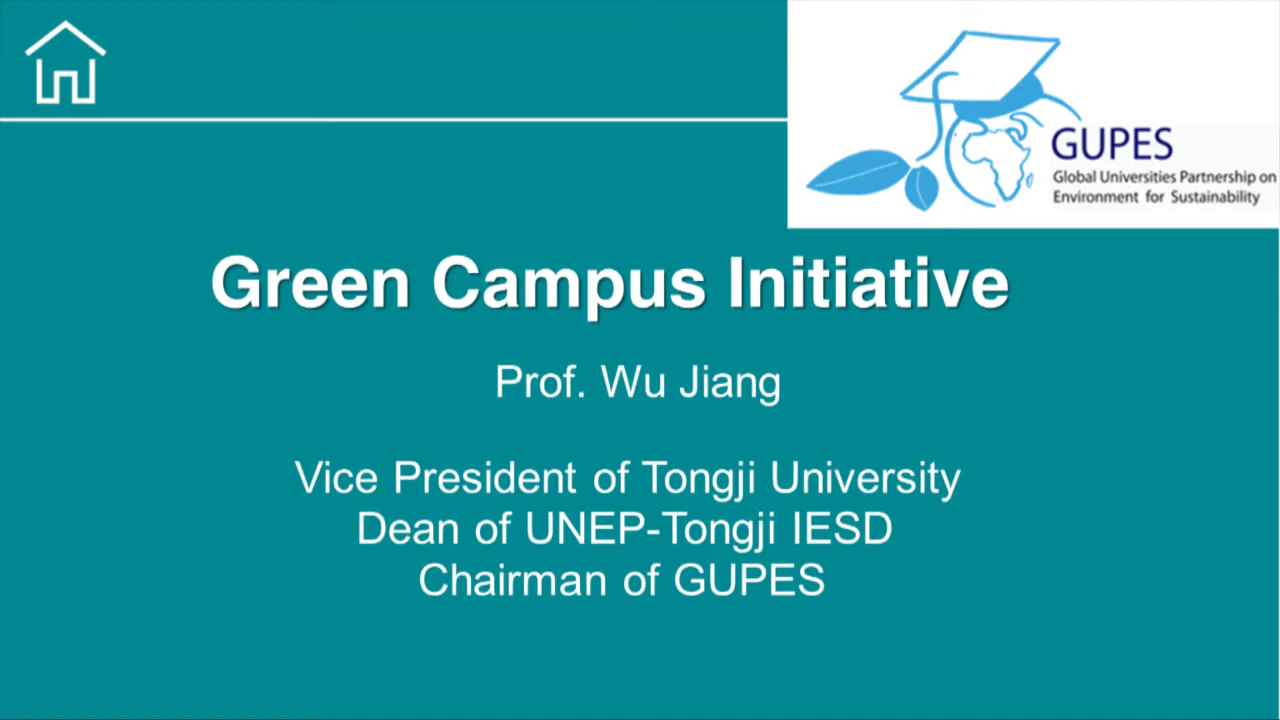 GUPES
Global Universities Partnership on
Environment for Sustainability
Green Campus Initiative
Prof. Wu Jiang
Vice President of Tongji University
Dean of UNEP-Tongji IESD
Chairman of GUPES